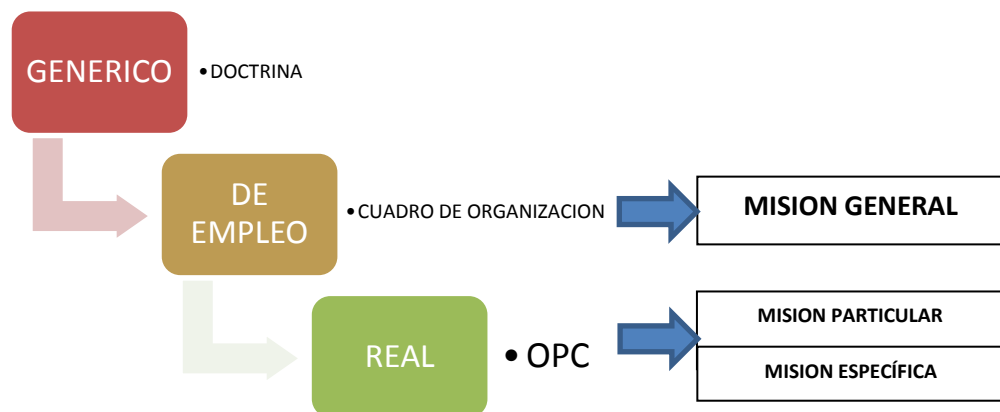 GENERICO
• DOCTRINA
DE
EMPLEO
• CUADRO DE ORGANIZACION
MISION GENERAL
REAL
• OPC
MISION PARTICULAR
MISION ESPECÍFICA